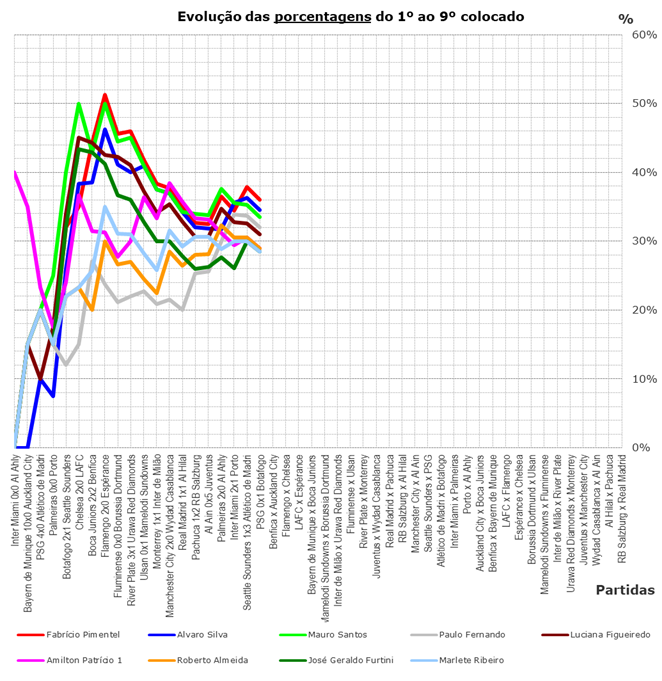 Evolução das porcentagens do 1º ao 9º colocado
%
60%
50%
40%
30%
20%
10%
0%
Inter Miami 0x0 Al Ahly
Bayern de Munique 10x0 Auckland City
PSG 4x0 Atlético de Madri
Palmeiras 0x0 Porto
Botafogo 2x1 Seattle Sounders
Chelsea 2x0 LAFC
Boca Juniors 2x2 Benfica
Flamengo 2x0 Espérance
Fluminense 0x0 Borussia Dortmund
River Plate 3x1 Urawa Red Diamonds
Ulsan 0x1 Mamelodi Sundowns
Monterrey 1x1 Inter de Milão
Manchester City 2x0 Wydad Casablanca
Real Madrid 1x1 Al Hilal
Pachuca 1x2 RB Salzburg
Al Ain 0x5 Juventus
Palmeiras 2x0 Al Ahly
Inter Miami 2x1 Porto
Seattle Sounders 1x3 Atlético de Madri
PSG 0x1 Botafogo
Benfica x Auckland City
Flamengo x Chelsea
LAFC x Espérance
Bayern de Munique x Boca Juniors
Mamelodi Sundowns x Borussia Dortmund
Inter de Milão x Urawa Red Diamonds
Fluminense x Ulsan
River Plate x Monterrey
Juventus x Wydad Casablanca
Real Madrid x Pachuca
RB Salzburg x Al Hilal
Manchester City x Al Ain
Seattle Sounders x PSG
Atlético de Madri x Botafogo
Inter Miami x Palmeiras
Porto x Al Ahly
Auckland City x Boca Juniors
Benfica x Bayern de Munique
LAFC x Flamengo
Esperance x Chelsea
Borussia Dortmund x Ulsan
Mamelodi Sundowns x Fluminense
Inter de Milão x River Plate
Urawa Red Diamonds x Monterrey
Juventus x Manchester City
Wydad Casablanca x Al Ain
Al Hilal x Pachuca
RB Salzburg x Real Madrid
Partidas
Fabrício Pimentel
Alvaro Silva
Mauro Santos
Paulo Fernando
Luciana Figueiredo
Amilton Patrício 1
Roberto Almeida
José Geraldo Furtini
Marlete Ribeiro